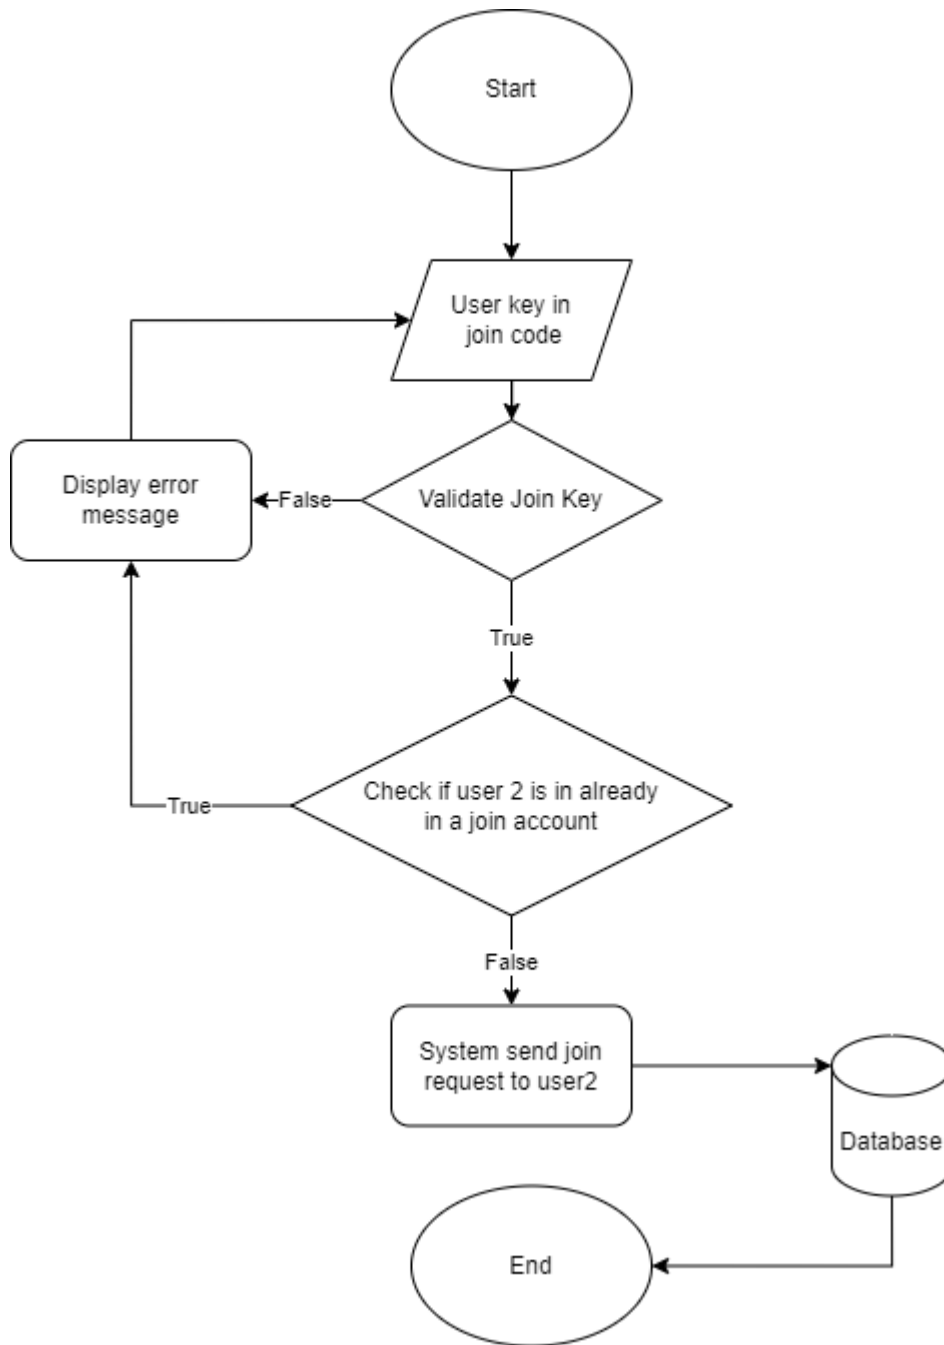 Start
User key in
join code
Display error
message
False
Validate Join Key
True
Check if user 2 is in already
in a join account
True
False
System send join
request to user2
Database
End